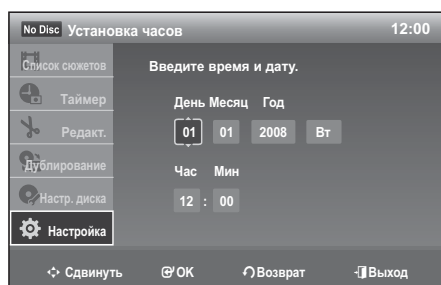 No Disc Установка часов 12:00
Список сюжетов
Введите время и дату.
Таймер
День Месяц Год
Редакт.
01 01 2008 Вт
Дублирование
Час Мин
Настр. диска
12 : 00
Настройка
Сдвинуть OK Возврат Выход